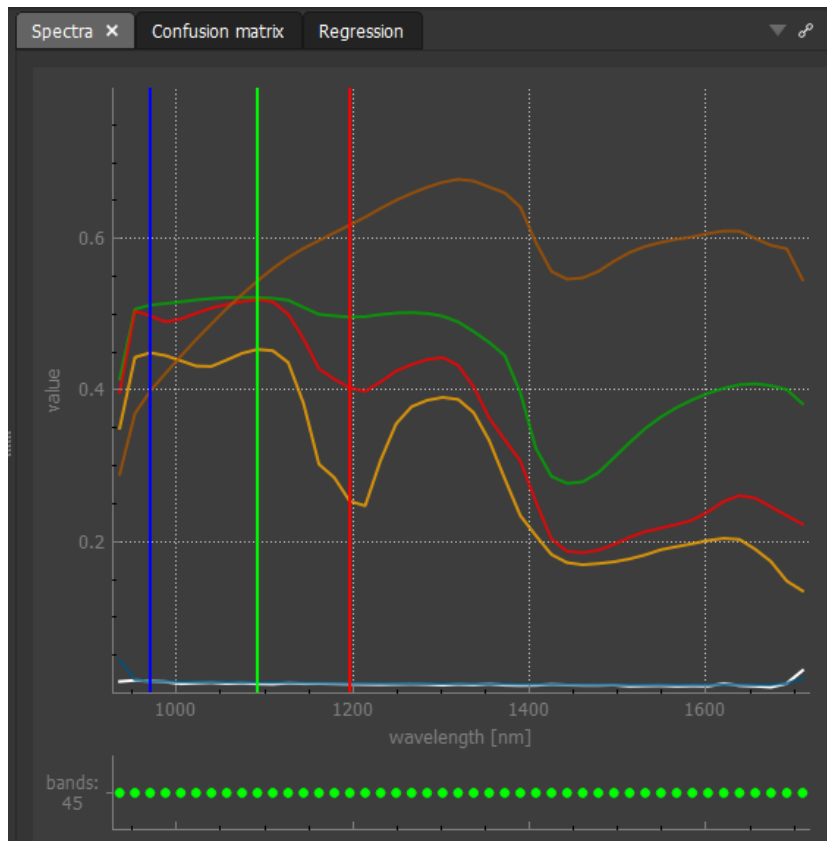 Spectra × Confusion matrix Regression
0.6
0.4
0.2
value
1000 1200 1400 1600
wavelength [nm]
bands:
45